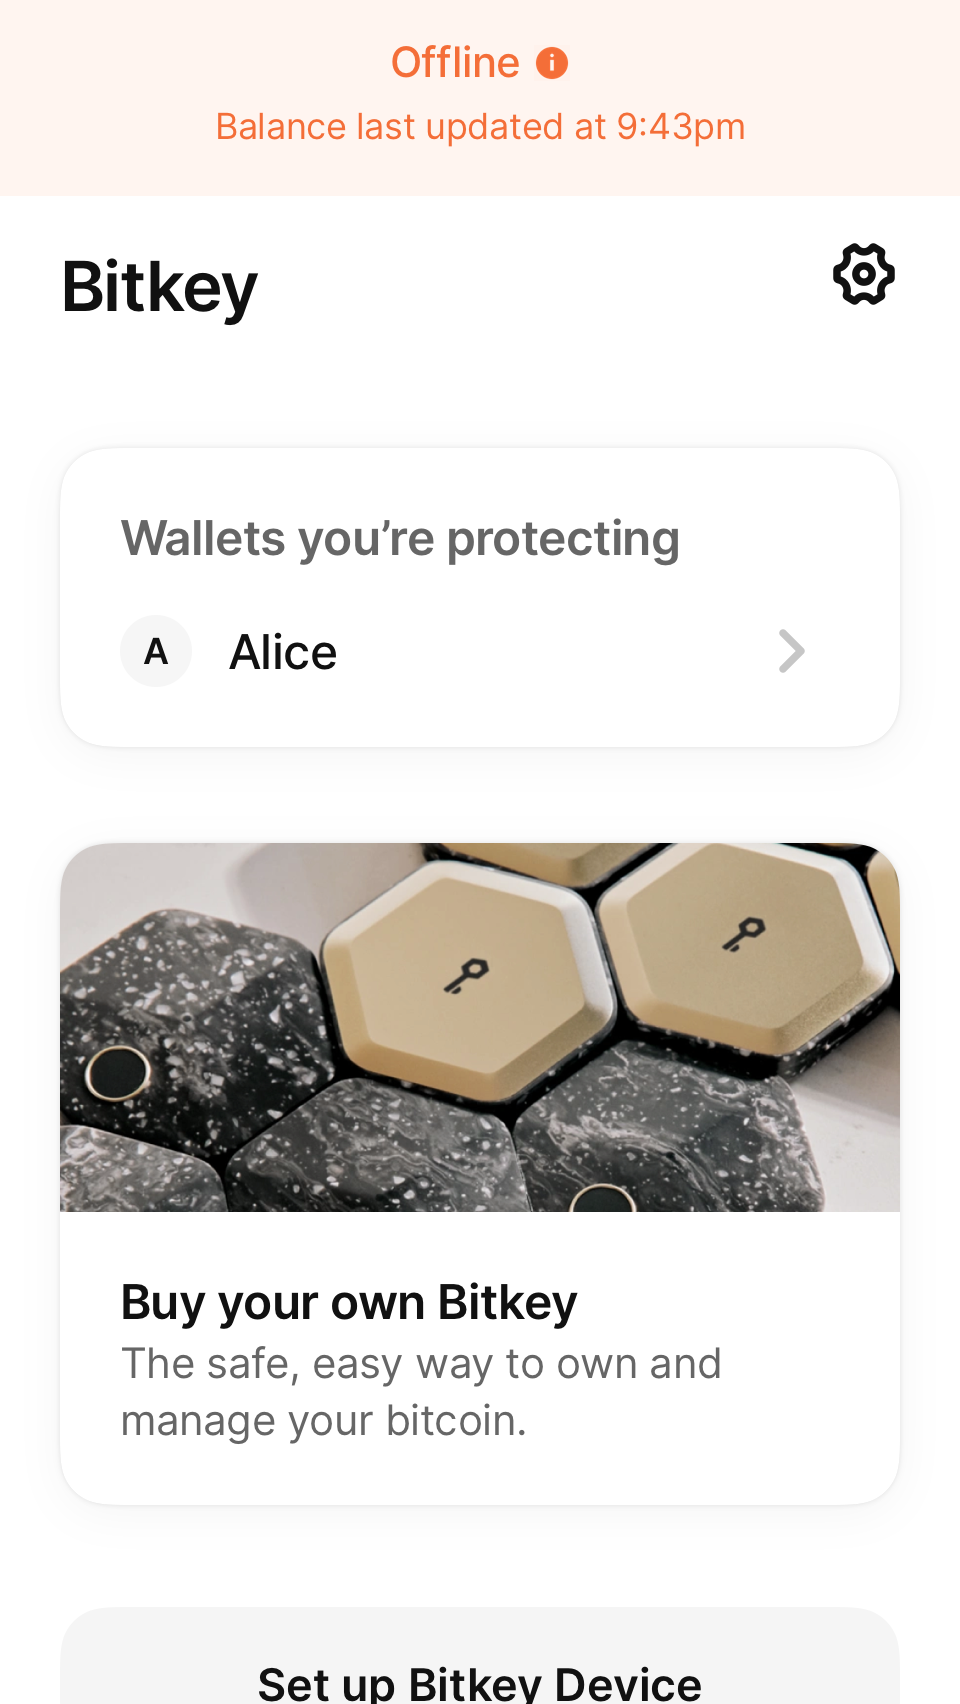 Offline
Balance last updated at 9:43pm
Bitkey
Wallets you’re protecting
A Alice
Buy your own Bitkey
The safe, easy way to own and
manage your bitcoin.
Set up Bitkey Device